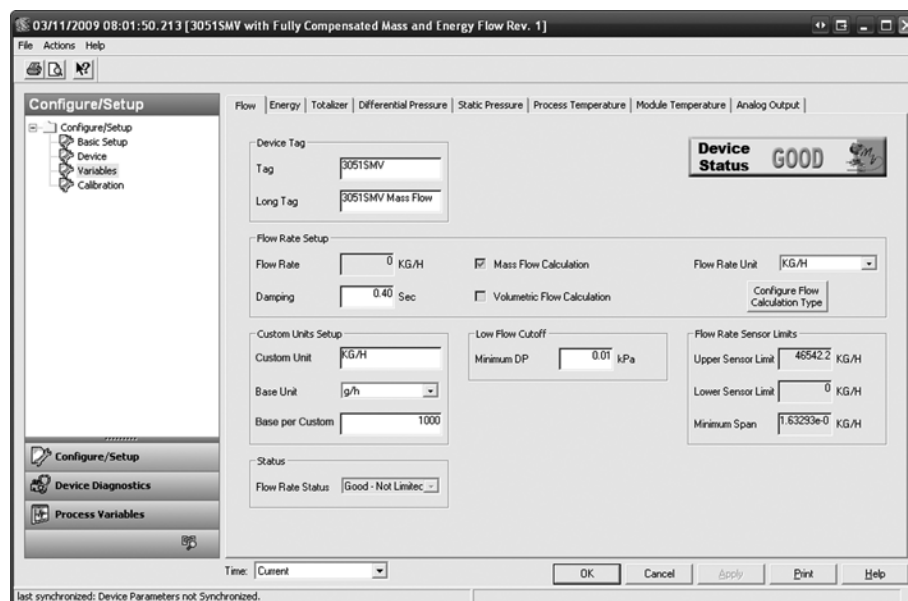 03/11/2009 08:01:50.213 [3051SMV with Fully Compensated Mass and Energy Flow Rev. 1]
File Actions Help
Configure/Setup
Configure/Setup
Basic Setup
Device
Variables
Calibration
Configure/Setup
Device Diagnostics
Process Variables
Flow Energy Totalizer Differential Pressure Static Pressure Process Temperature Module Temperature Analog Output
Device Tag
Tag 3051SMV
Long Tag 3051SMV Mass Flow
Device Status GOOD
Flow Rate Setup
Flow Rate 0 KG/H Mass Flow Calculation Flow Rate Unit KG/H
Damping 0.40 Sec Volumetric Flow Calculation Configure Flow Calculation Type
Custom Units Setup
Custom Unit KG/H
Base Unit g/h
Base per Custom 1000
Low Flow Cutoff
Minimum DP 0.01 kPa
Flow Rate Sensor Limits
Upper Sensor Limit 46542.2 KG/H
Lower Sensor Limit 0 KG/H
Minimum Span 1.63293e-0 KG/H
Status
Flow Rate Status Good - Not Limitec
Time: Current
OK Cancel Apply Print Help
last synchronized: Device Parameters not Synchronized.